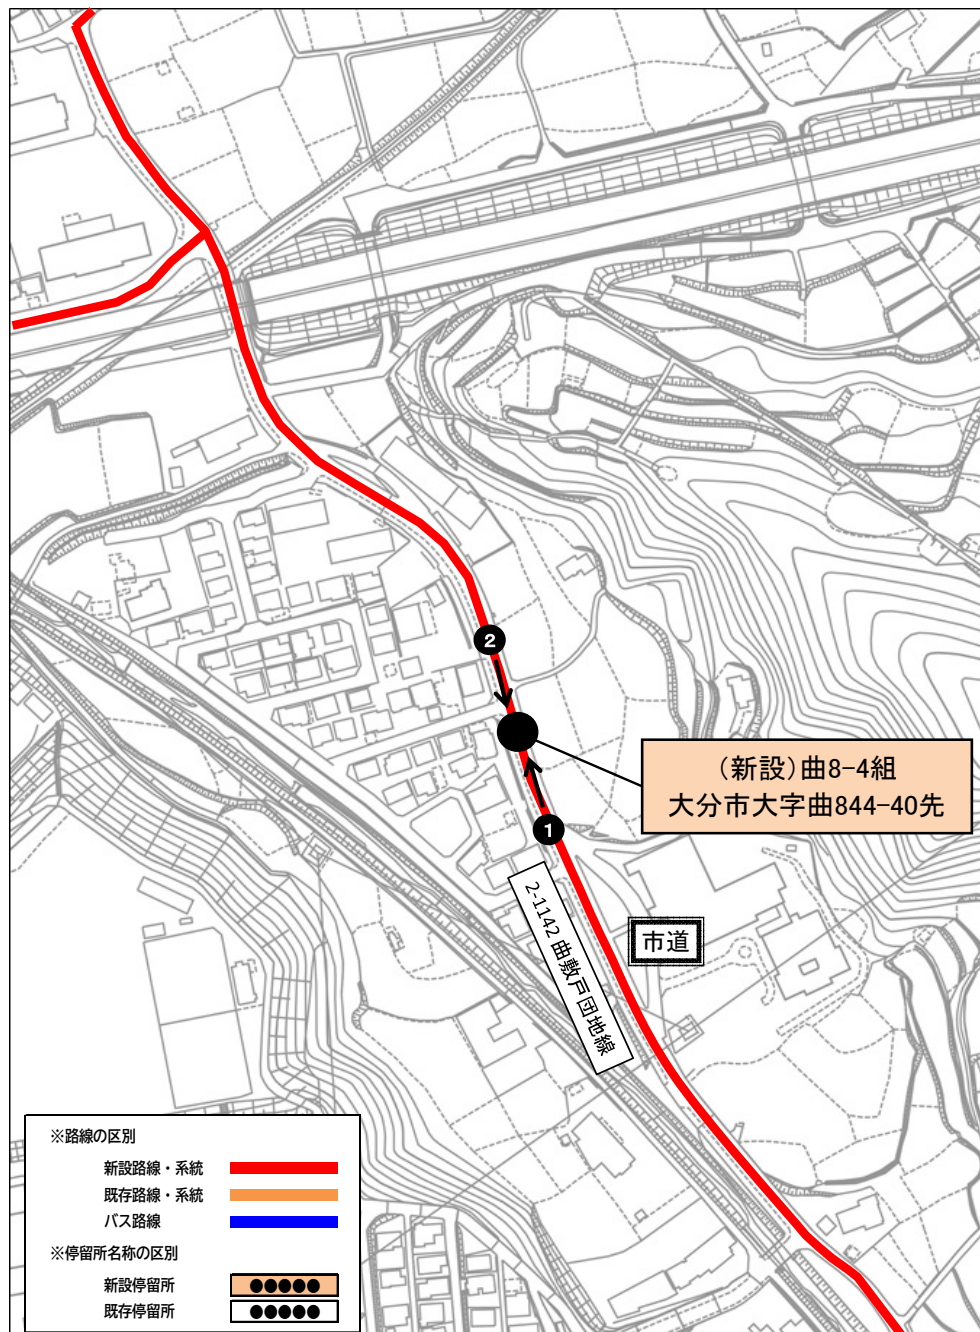 2
(新設)曲8-4組
大分市大字曲844-40先
1
2-1142 曲敷戸団地線
市道
※路線の区別
新設路線・系統
既存路線・系統
バス路線
※停留所名称の区別
新設停留所 ●●●●●
既存停留所 ●●●●●